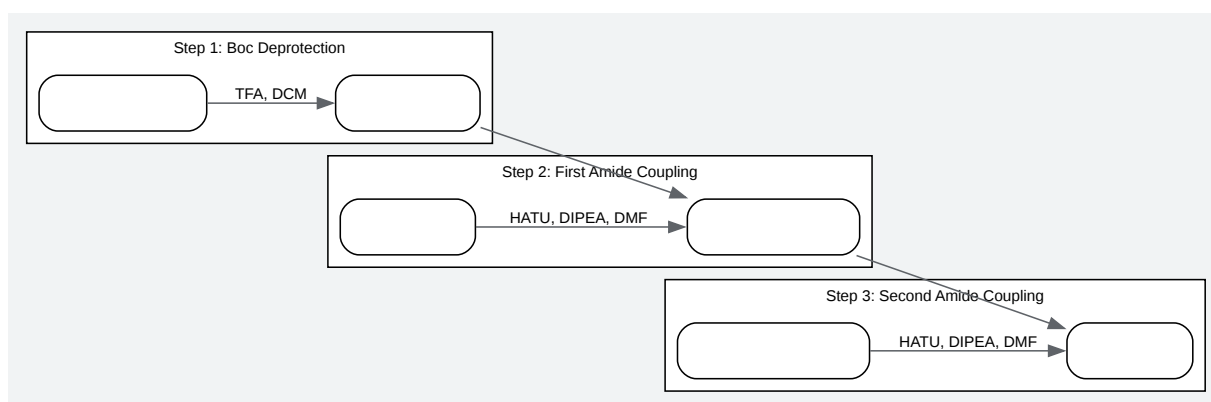 Step 1: Boc Deprotection
TFA, DCM
Step 2: First Amide Coupling
HATU, DIPEA, DMF
Step 3: Second Amide Coupling
HATU, DIPEA, DMF